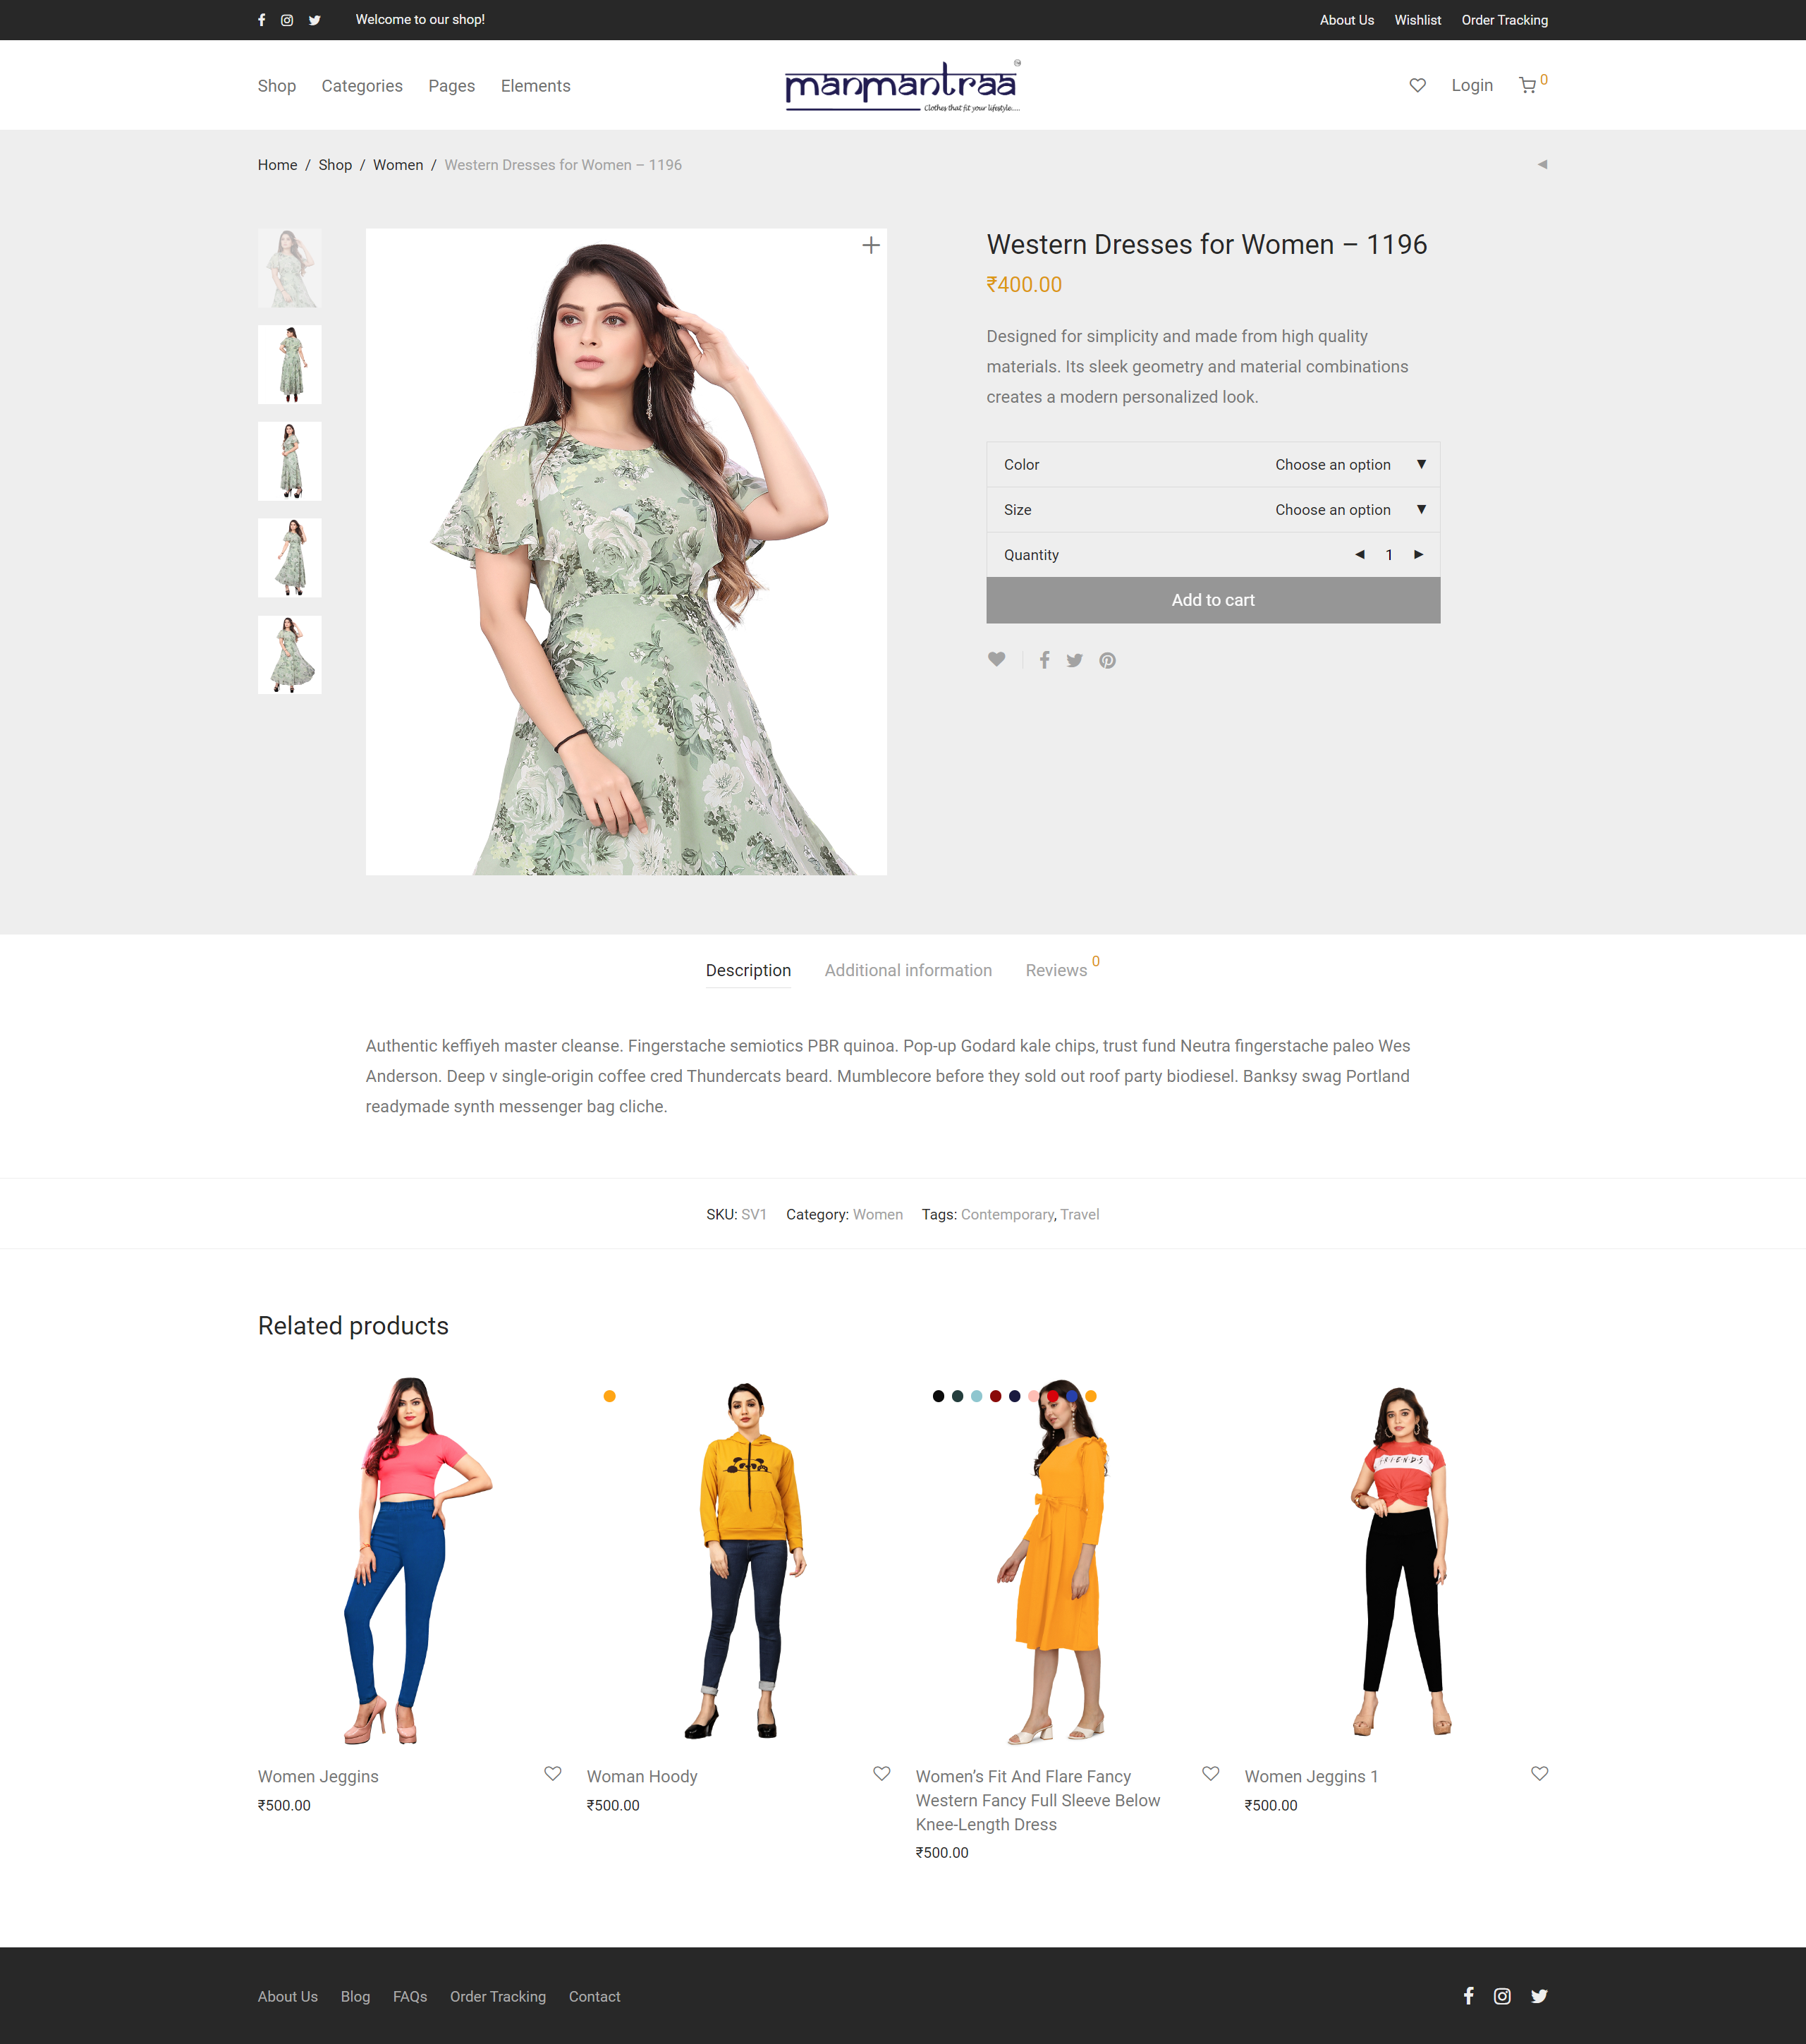 Welcome to our shop!
About Us Wishlist Order Tracking
Shop Categories Pages Elements
manmantraa
Clothes that fit your lifestyle....
Login 0
Home / Shop / Women / Western Dresses for Women – 1196
Western Dresses for Women – 1196
₹400.00
Designed for simplicity and made from high quality
materials. Its sleek geometry and material combinations
creates a modern personalized look.
Color Choose an option
Size Choose an option
Quantity 1
Add to cart
Description Additional information Reviews 0
Authentic keffiyeh master cleanse. Fingerstache semiotics PBR quinoa. Pop-up Godard kale chips, trust fund Neutra fingerstache paleo Wes
Anderson. Deep v single-origin coffee cred Thundercats beard. Mumblecore before they sold out roof party biodiesel. Banksy swag Portland
readymade synth messenger bag cliche.
SKU: SV1 Category: Women Tags: Contemporary, Travel
Related products
F·R·I·E·N·D·S
Women Jeggins
₹500.00
Woman Hoody
₹500.00
Women’s Fit And Flare Fancy
Western Fancy Full Sleeve Below
Knee-Length Dress
₹500.00
Women Jeggins 1
₹500.00
About Us Blog FAQs Order Tracking Contact